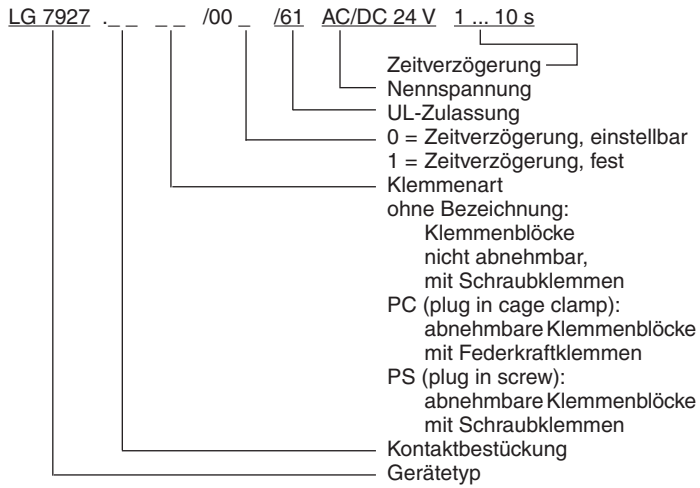 LG 7927 ._ _ _ _ /00 _ /61 AC/DC 24 V 1 ... 10 s
Zeitverzögerung
Nennspannung
UL-Zulassung
0 = Zeitverzögerung, einstellbar
1 = Zeitverzögerung, fest
Klemmenart
ohne Bezeichnung:
Klemmenblöcke
nicht abnehmbar,
mit Schraubklemmen
PC (plug in cage clamp):
abnehmbare Klemmenblöcke
mit Federkraftklemmen
PS (plug in screw):
abnehmbare Klemmenblöcke
mit Schraubklemmen
Kontaktbestückung
Gerätetyp